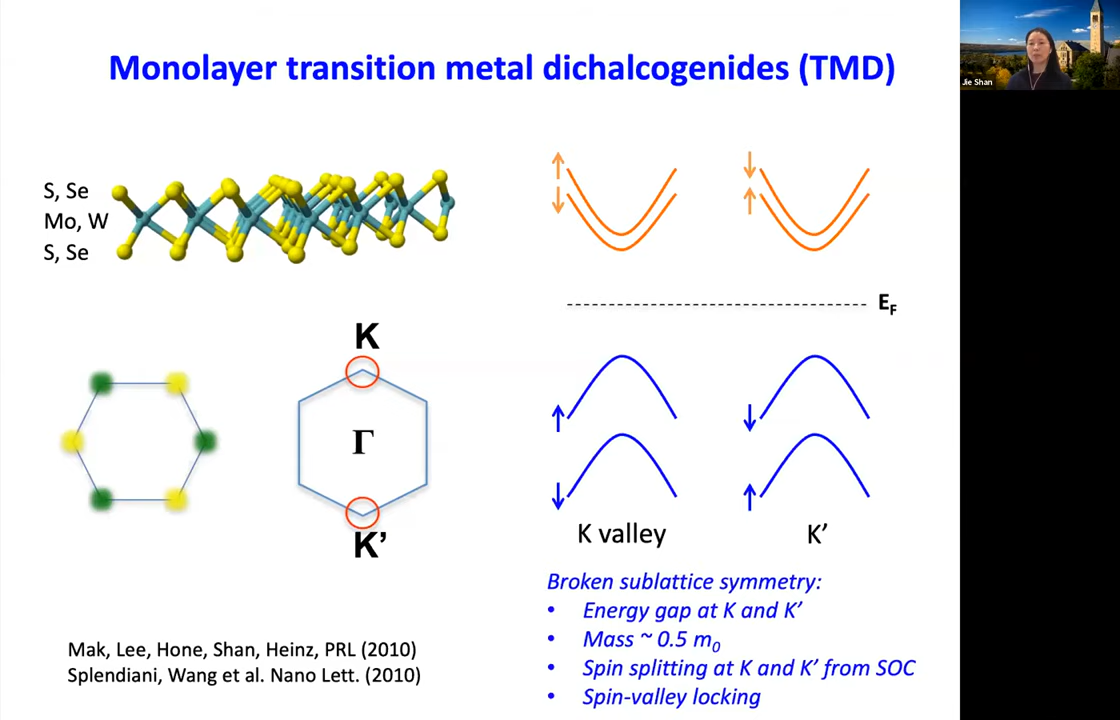 Monolayer transition metal dichalcogenides (TMD)
Jie Shan
S, Se
Mo, W
S, Se
E_F
K
Γ
K'
K valley
K'
Broken sublattice symmetry:
• Energy gap at K and K'
• Mass ~ 0.5 m₀
• Spin splitting at K and K' from SOC
• Spin-valley locking
Mak, Lee, Hone, Shan, Heinz, PRL (2010)
Splendiani, Wang et al. Nano Lett. (2010)